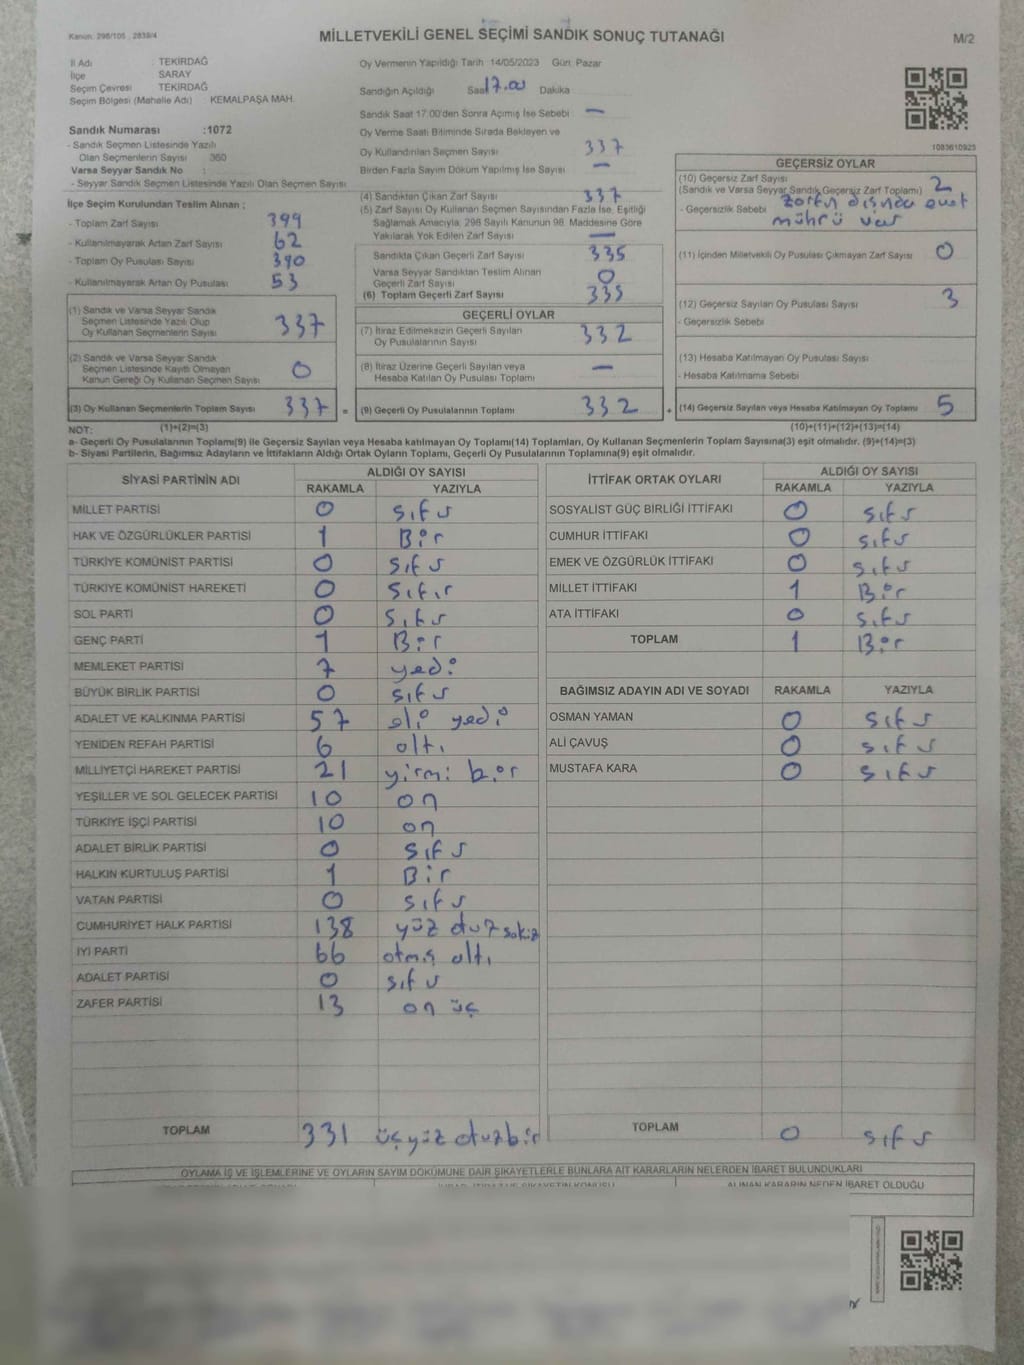 Kanun: 298/105 2839/4
MİLLETVEKİLİ GENEL SEÇİMİ SANDIK SONUÇ TUTANAĞI
M/2
İl Adı : TEKİRDAĞ
İlçe : SARAY
Seçim Çevresi : TEKİRDAĞ
Seçim Bölgesi (Mahalle Adı) KEMALPAŞA MAH.
Sandık Numarası :1072
- Sandık Seçmen Listesinde Yazılı
Olan Seçmenlerin Sayısı 360
Varsa Seyyar Sandık No :
- Seyyar Sandık Seçmen Listesinde Yazılı Olan Seçmen Sayısı
İlçe Seçim Kurulundan Teslim Alınan ;
- Toplam Zarf Sayısı 399
- Kullanılmayarak Artan Zarf Sayısı 62
- Toplam Oy Pusulası Sayısı 390
- Kullanılmayarak Artan Oy Pusulası 53
(1) Sandık ve Varsa Seyyar Sandık
Seçmen Listesinde Yazılı Olup
Oy Kullanan Seçmenlerin Sayısı 337
(2) Sandık ve Varsa Seyyar Sandık
Seçmen Listesinde Kayıtlı Olmayan
Kanun Gereği Oy Kullanan Seçmen Sayısı 0
(3) Oy Kullanan Seçmenlerin Toplam Sayısı 337 =
Oy Vermenin Yapıldığı Tarih 14/05/2023 Gün: Pazar
Sandığın Açıldığı Saat 17.00 Dakika
Sandık Saat 17:00'den Sonra Açımış İse Sebebi —
Oy Verme Saati Bitiminde Sırada Bekleyen ve
Oy Kullandırılan Seçmen Sayısı 337
Birden Fazla Sayım Döküm Yapılmış İse Sayısı —
(4) Sandıktan Çıkan Zarf Sayısı 337
(5) Zarf Sayısı Oy Kullanan Seçmen Sayısından Fazla İse, Eşitliği
Sağlamak Amacıyla, 298 Sayılı Kanunun 98. Maddesine Göre
Yakılarak Yok Edilen Zarf Sayısı —
Sandıkta Çıkan Geçerli Zarf Sayısı 335
Varsa Seyyar Sandıktan Teslim Alınan
Geçerli Zarf Sayısı 0
(6) Toplam Geçerli Zarf Sayısı 335
GEÇERLİ OYLAR
(7) İtiraz Edilmeksizin Geçerli Sayılan
Oy Pusulalarının Sayısı 332
(8) İtiraz Üzerine Geçerli Sayılan veya
Hesaba Katılan Oy Pusulası Toplamı —
(9) Geçerli Oy Pusulalarının Toplamı 332 +
1083610923
GEÇERSİZ OYLAR
(10) Geçersiz Zarf Sayısı 2
(Sandık ve Varsa Seyyar Sandık Geçersiz Zarf Toplamı)
- Geçersizlik Sebebi zarfın dışında evet
mührü var
(11) İçinden Milletvekili Oy Pusulası Çıkmayan Zarf Sayısı 0
(12) Geçersiz Sayılan Oy Pusulası Sayısı 3
- Geçersizlik Sebebi
(13) Hesaba Katılmayan Oy Pusulası Sayısı
- Hesaba Katılmama Sebebi
(14) Geçersiz Sayılan veya Hesaba Katılmayan Oy Toplamı 5
NOT: (1)+(2)=(3) (10)+(11)+(12)+(13)=(14)
a- Geçerli Oy Pusulalarının Toplamı(9) ile Geçersiz Sayılan veya Hesaba katılmayan Oy Toplamı(14) Toplamları, Oy Kullanan Seçmenlerin Toplam Sayısına(3) eşit olmalıdır. (9)+(14)=(3)
b- Siyasi Partilerin, Bağımsız Adayların ve İttifakların Aldığı Ortak Oyların Toplamı, Geçerli Oy Pusulalarının Toplamına(9) eşit olmalıdır.
SİYASİ PARTİNİN ADI ALDIĞI OY SAYISI
RAKAMLA YAZIYLA
MİLLET PARTİSİ 0 sıfır
HAK VE ÖZGÜRLÜKLER PARTİSİ 1 Bir
TÜRKİYE KOMÜNİST PARTİSİ 0 sıfır
TÜRKİYE KOMÜNİST HAREKETİ 0 sıfır
SOL PARTİ 0 sıfır
GENÇ PARTİ 1 Bir
MEMLEKET PARTİSİ 7 yedi
BÜYÜK BİRLİK PARTİSİ 0 sıfır
ADALET VE KALKINMA PARTİSİ 57 eli yedi
YENİDEN REFAH PARTİSİ 6 altı
MİLLİYETÇİ HAREKET PARTİSİ 21 yirmi bir
YEŞİLLER VE SOL GELECEK PARTİSİ 10 on
TÜRKİYE İŞÇİ PARTİSİ 10 on
ADALET BİRLİK PARTİSİ 0 sıfır
HALKIN KURTULUŞ PARTİSİ 1 Bir
VATAN PARTİSİ 0 sıfır
CUMHURİYET HALK PARTİSİ 138 yüz otuz sekiz
İYİ PARTİ 66 atmış altı
ADALET PARTİSİ 0 sıfır
ZAFER PARTİSİ 13 on üç
TOPLAM 331 üçyüz otuzbir
İTTİFAK ORTAK OYLARI ALDIĞI OY SAYISI
RAKAMLA YAZIYLA
SOSYALİST GÜÇ BİRLİĞİ İTTİFAKI 0 sıfır
CUMHUR İTTİFAKI 0 sıfır
EMEK VE ÖZGÜRLÜK İTTİFAKI 0 sıfır
MİLLET İTTİFAKI 1 Bir
ATA İTTİFAKI 0 sıfır
TOPLAM 1 Bir
BAĞIMSIZ ADAYIN ADI VE SOYADI RAKAMLA YAZIYLA
OSMAN YAMAN 0 sıfır
ALİ ÇAVUŞ 0 sıfır
MUSTAFA KARA 0 sıfır
TOPLAM 0 sıfır
OYLAMA İŞ VE İŞLEMLERİNE VE OYLARIN SAYIM DÖKÜMÜNE DAİR ŞİKAYETLERLE BUNLARA AİT KARARLARIN NELERDEN İBARET BULUNDUKLARI
ALINAN KARARIN NEDEN İBARET OLDUĞU